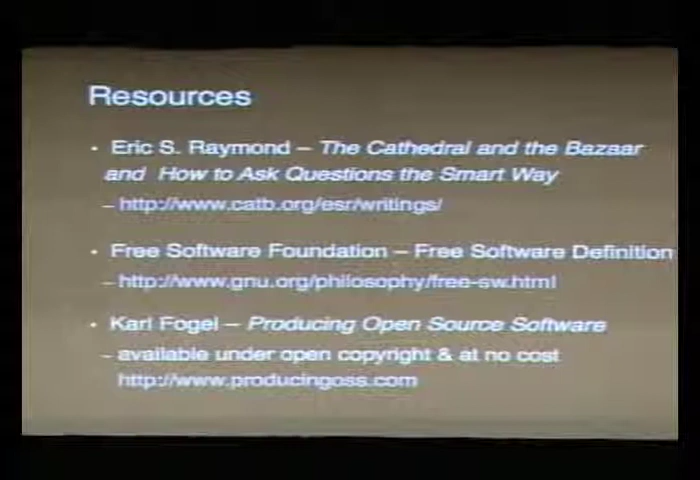 Resources
• Eric S. Raymond – The Cathedral and the Bazaar
and How to Ask Questions the Smart Way
– http://www.catb.org/esr/writings/
• Free Software Foundation – Free Software Definition
– http://www.gnu.org/philosophy/free-sw.html
• Karl Fogel – Producing Open Source Software
– available under open copyright & at no cost
http://www.producingoss.com